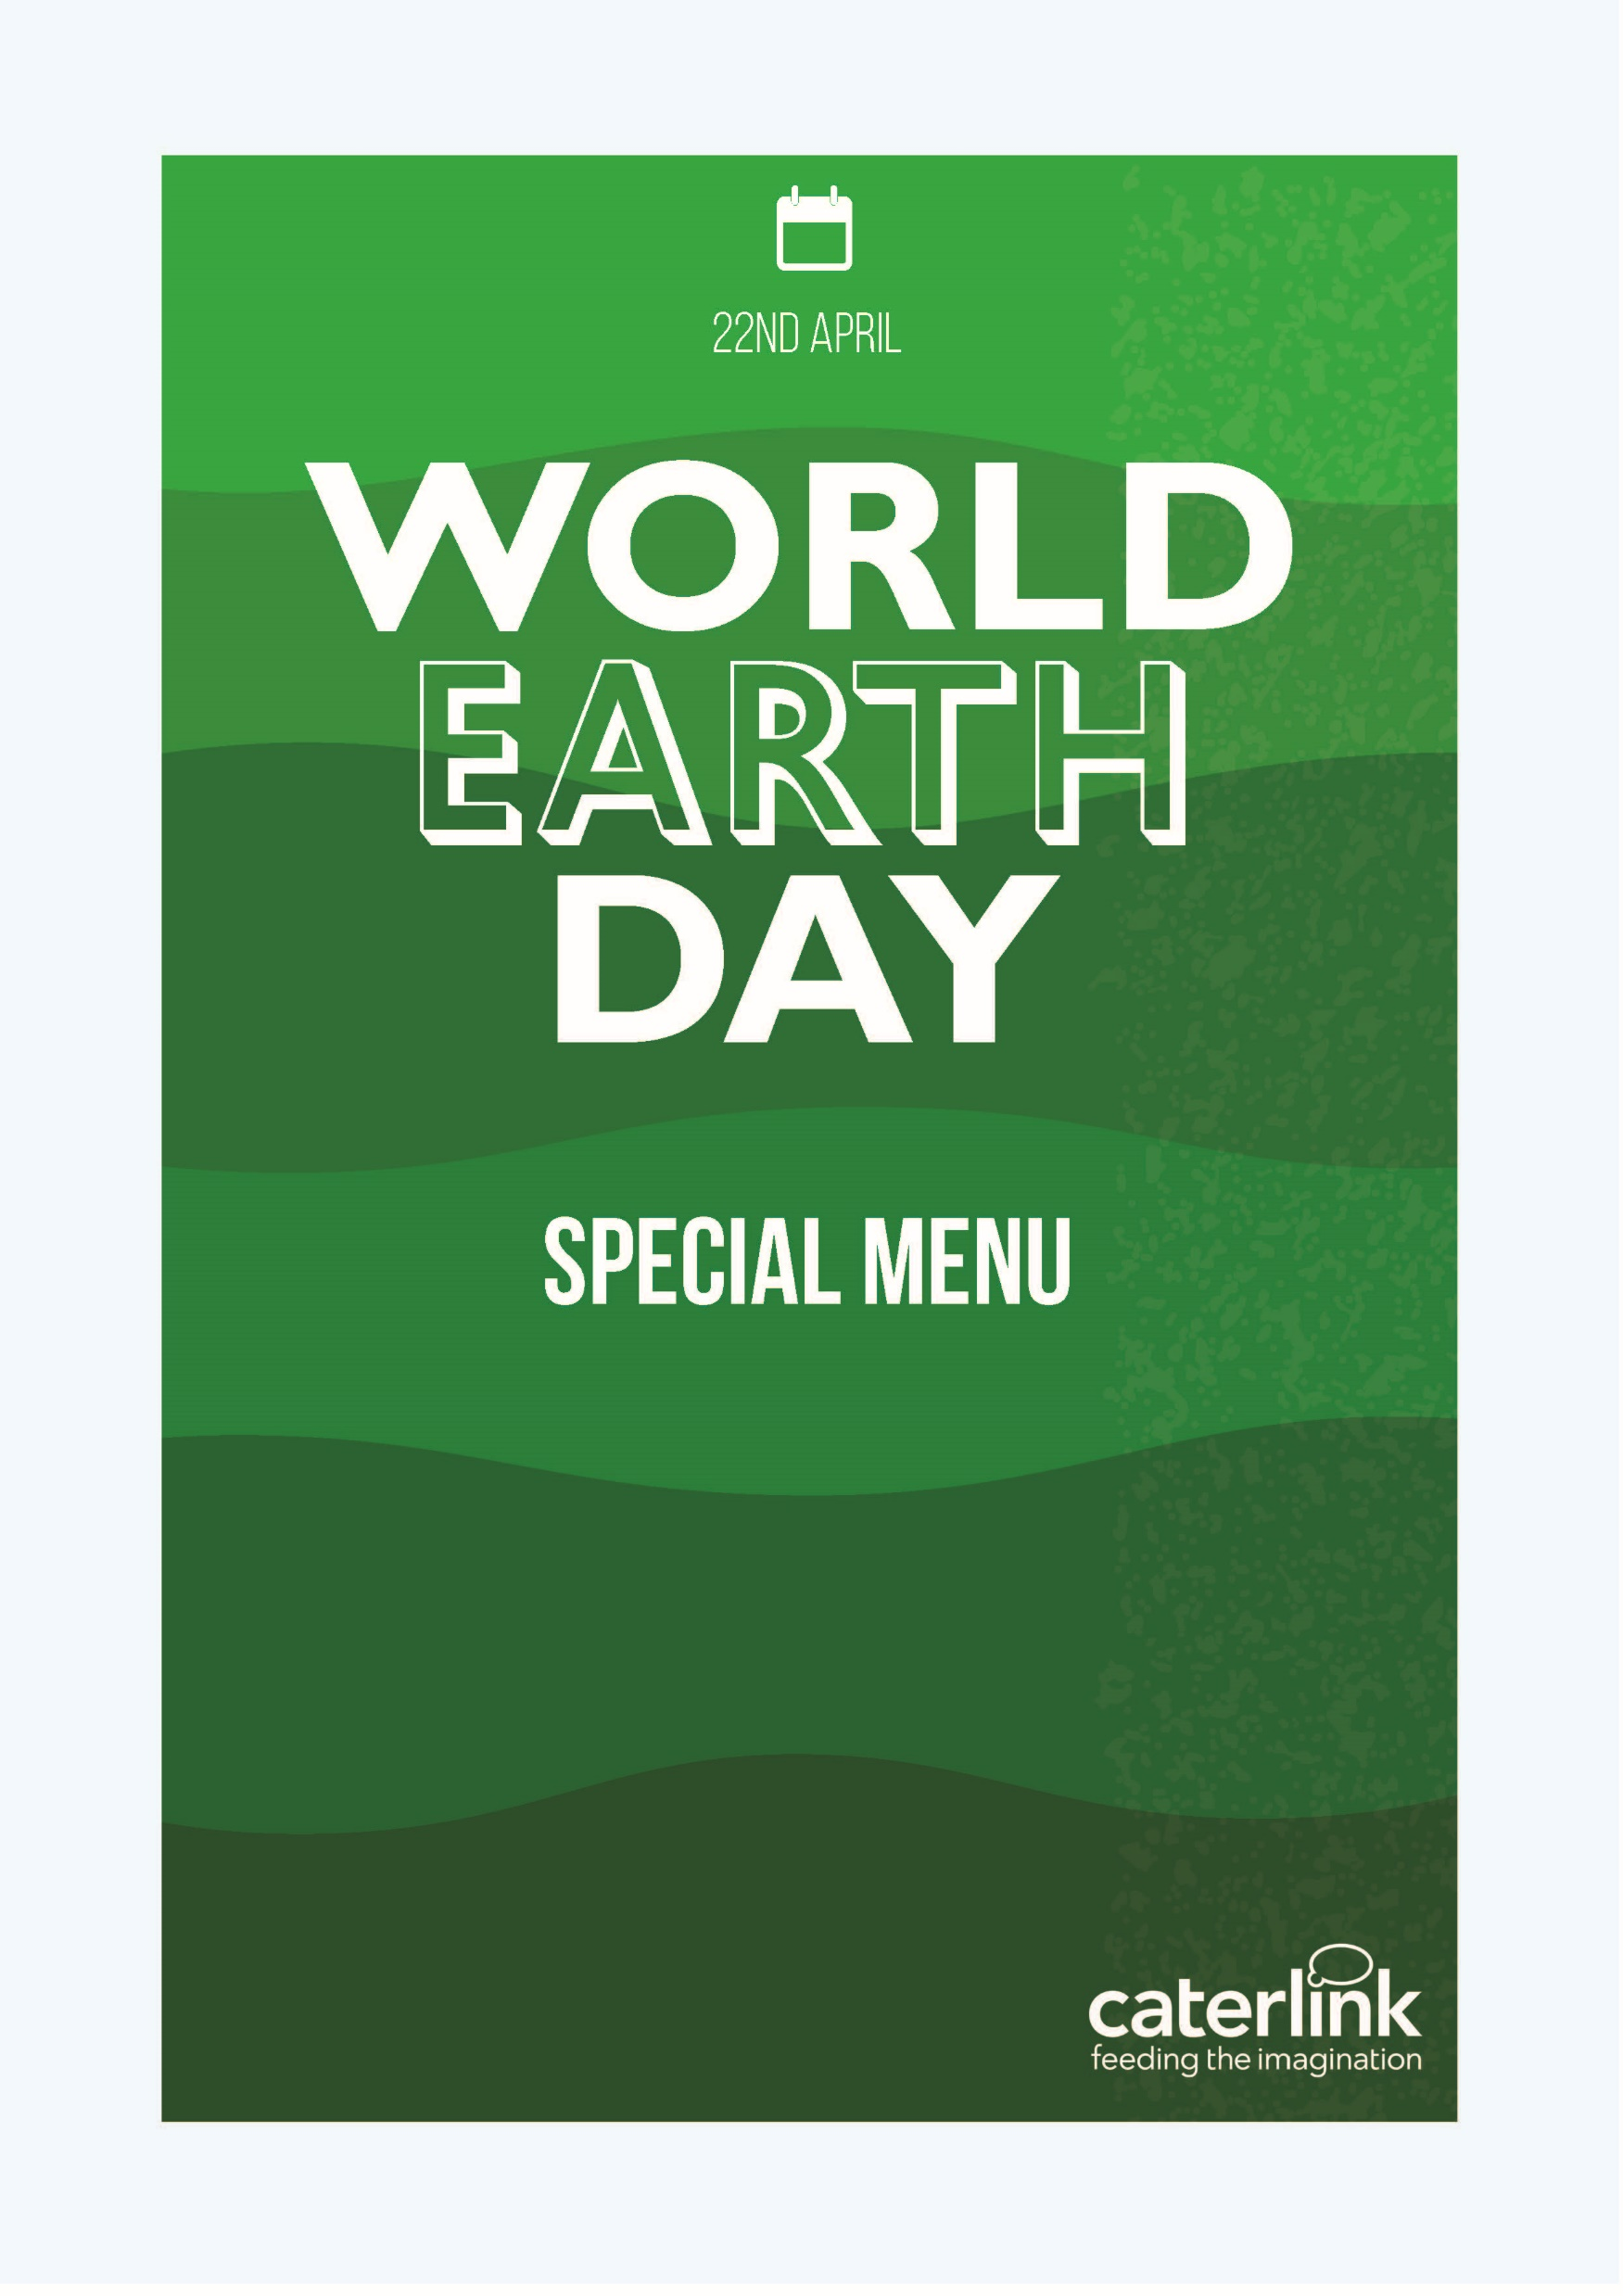 22ND APRIL
WORLD
EARTH
DAY
SPECIAL MENU
caterlink
feeding the imagination